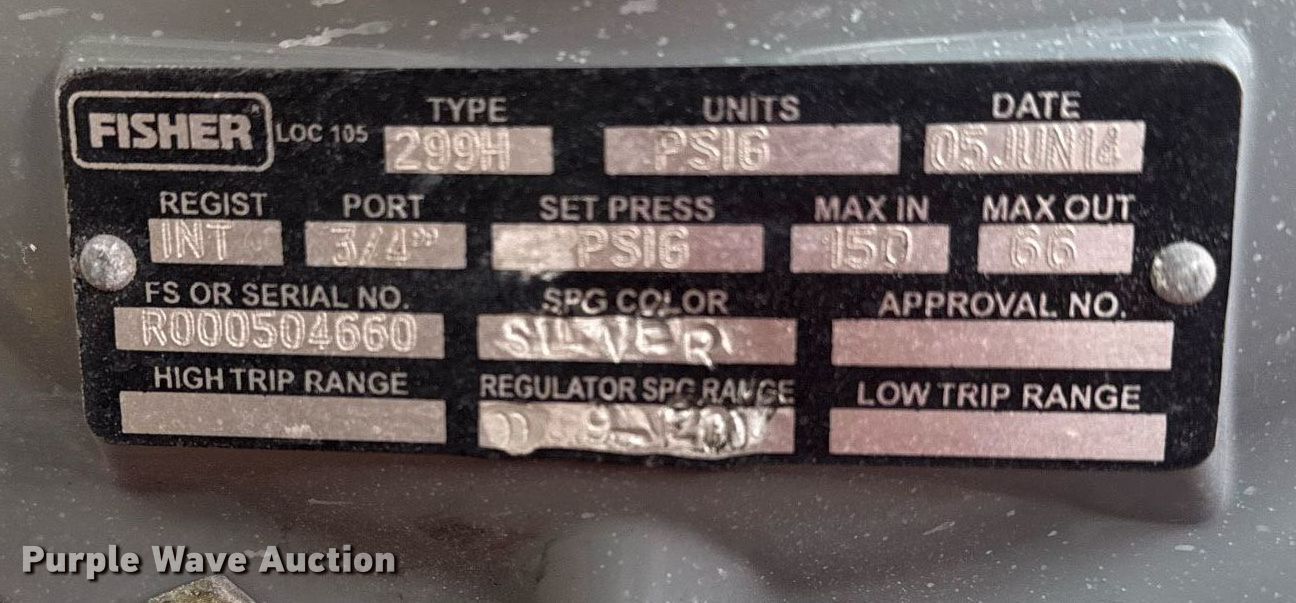 FISHER LOC 105
TYPE UNITS DATE
299H PSIG 05JUN14
REGIST PORT SET PRESS MAX IN MAX OUT
INT 3/4" PSIG 150 66
FS OR SERIAL NO. SPG COLOR APPROVAL NO.
R000504660 SILVER
HIGH TRIP RANGE REGULATOR SPG RANGE LOW TRIP RANGE
Purple Wave Auction